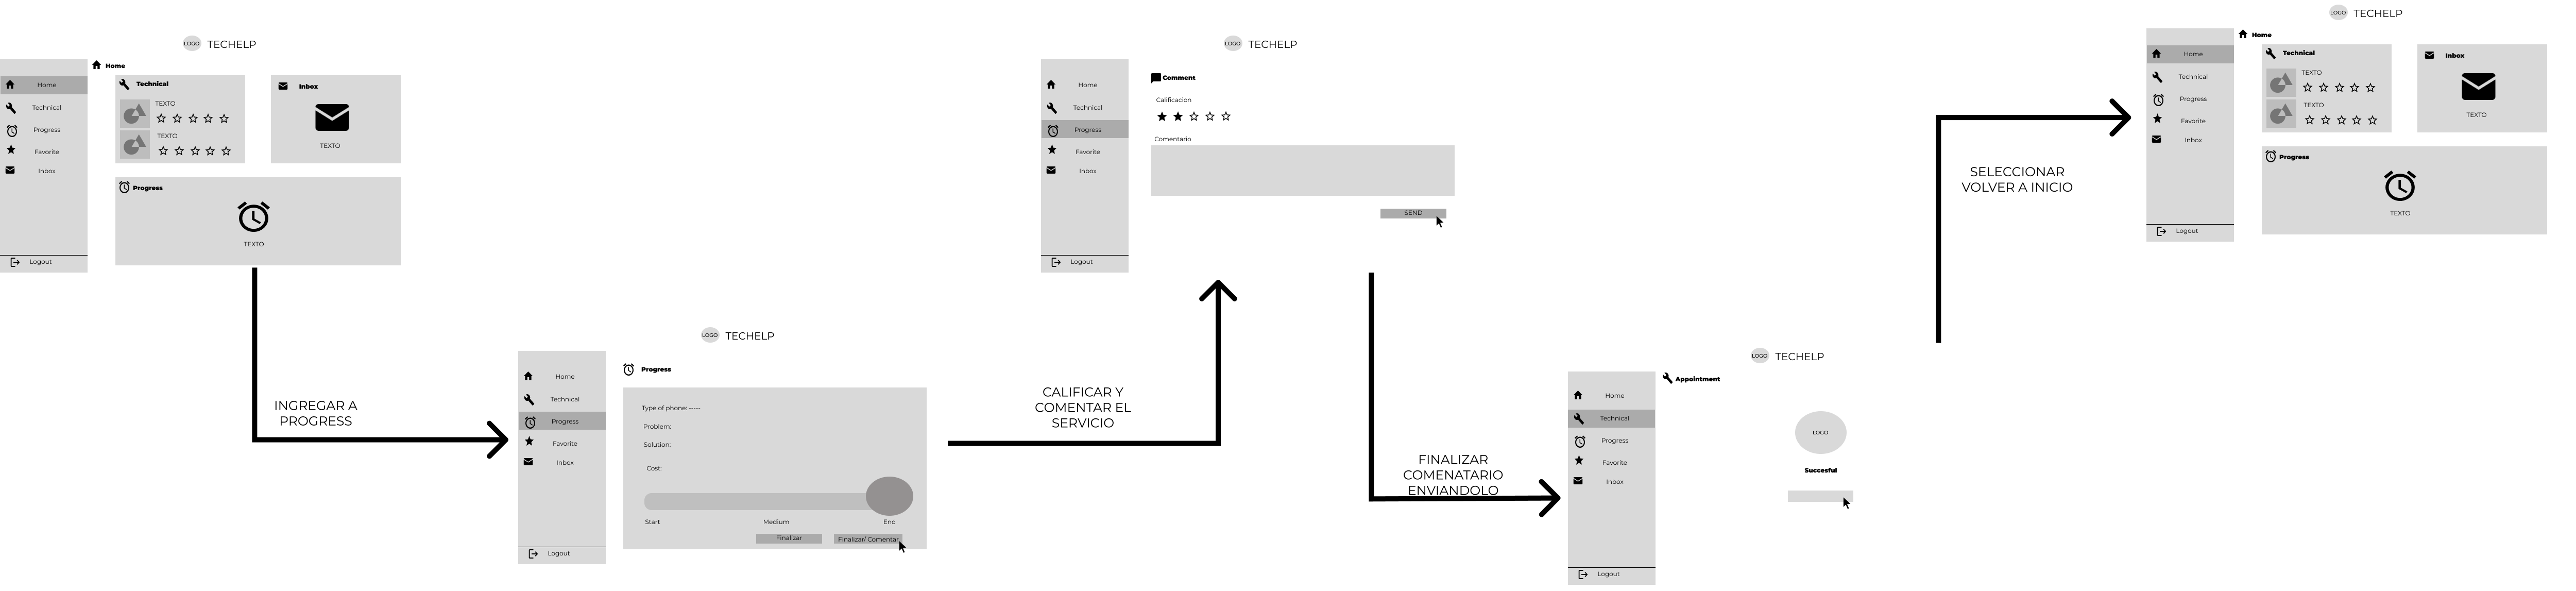 LOGO TECHELP
Home
Home
Technical
Progress
Favorite
Inbox
Logout
Technical
TEXTO
TEXTO
Inbox
TEXTO
Progress
TEXTO
INGREGAR A
PROGRESS
LOGO TECHELP
Home
Technical
Progress
Favorite
Inbox
Logout
Progress
Type of phone: -----
Problem:
Solution:
Cost:
Start Medium End
Finalizar Finalizar/ Comentar
CALIFICAR Y
COMENTAR EL
SERVICIO
LOGO TECHELP
Home
Technical
Progress
Favorite
Inbox
Logout
Comment
Calificacion
Comentario
SEND
FINALIZAR
COMENATARIO
ENVIANDOLO
LOGO TECHELP
Home
Technical
Progress
Favorite
Inbox
Logout
Appointment
LOGO
Succesful
SELECCIONAR
VOLVER A INICIO
LOGO TECHELP
Home
Home
Technical
Progress
Favorite
Inbox
Logout
Technical
TEXTO
TEXTO
Inbox
TEXTO
Progress
TEXTO